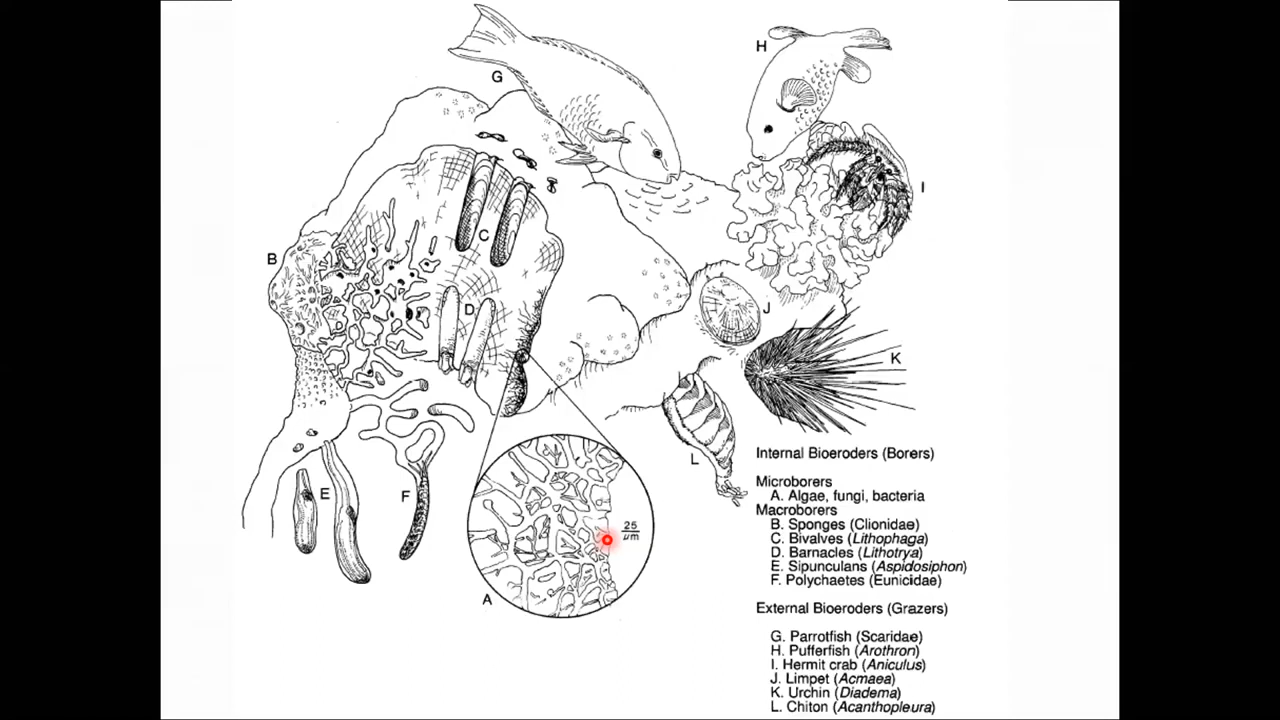 G
H
I
B
C
D
J
K
L
E
F
25
µm
A
Internal Bioeroders (Borers)
Microborers
A. Algae, fungi, bacteria
Macroborers
B. Sponges (Clionidae)
C. Bivalves (Lithophaga)
D. Barnacles (Lithotrya)
E. Sipunculans (Aspidosiphon)
F. Polychaetes (Eunicidae)
External Bioeroders (Grazers)
G. Parrotfish (Scaridae)
H. Pufferfish (Arothron)
I. Hermit crab (Aniculus)
J. Limpet (Acmaea)
K. Urchin (Diadema)
L. Chiton (Acanthopleura)